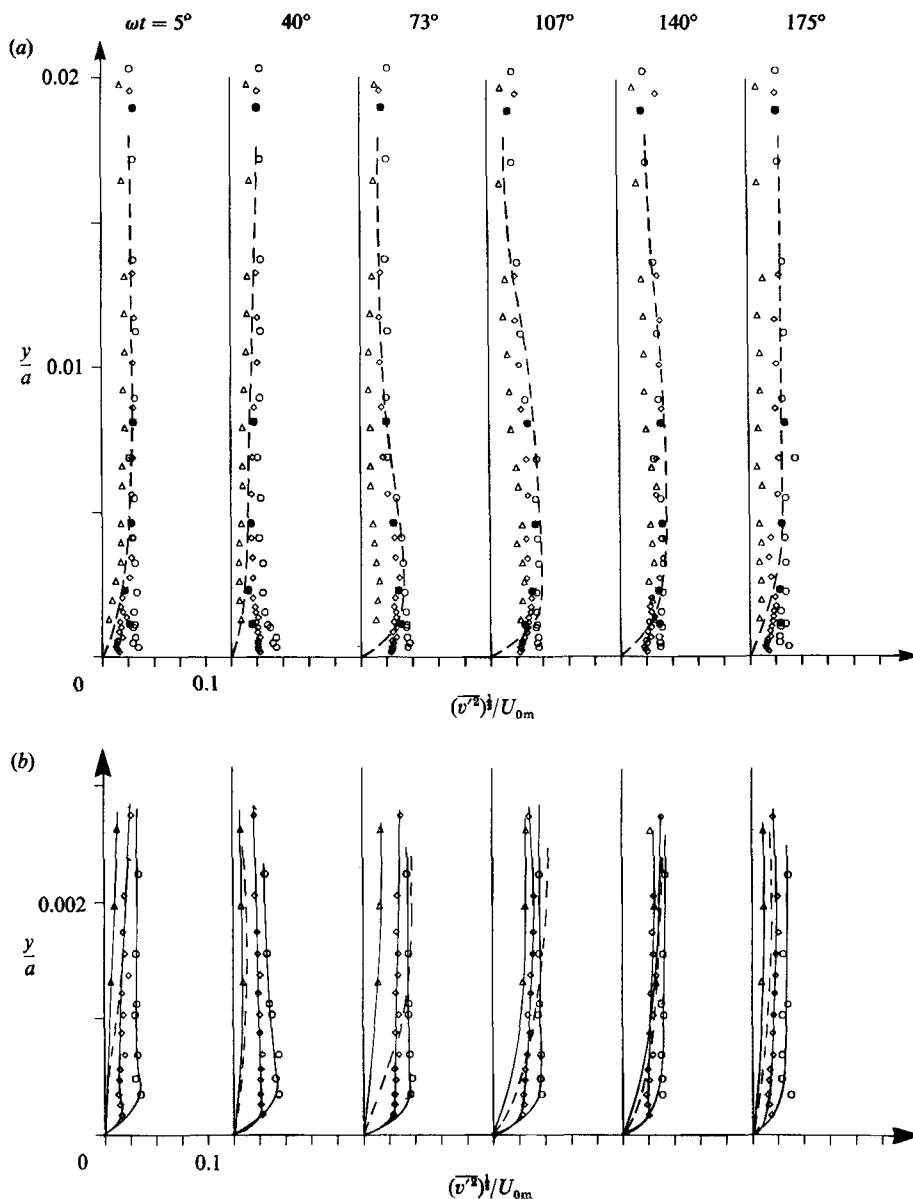 ωt = 5° 40° 73° 107° 140° 175°
(a)
0.02
y/a
0.01
0 0.1
(v′²)^½/U₀ₘ
(b)
0.002
y/a
0 0.1
(v′²)^½/U₀ₘ